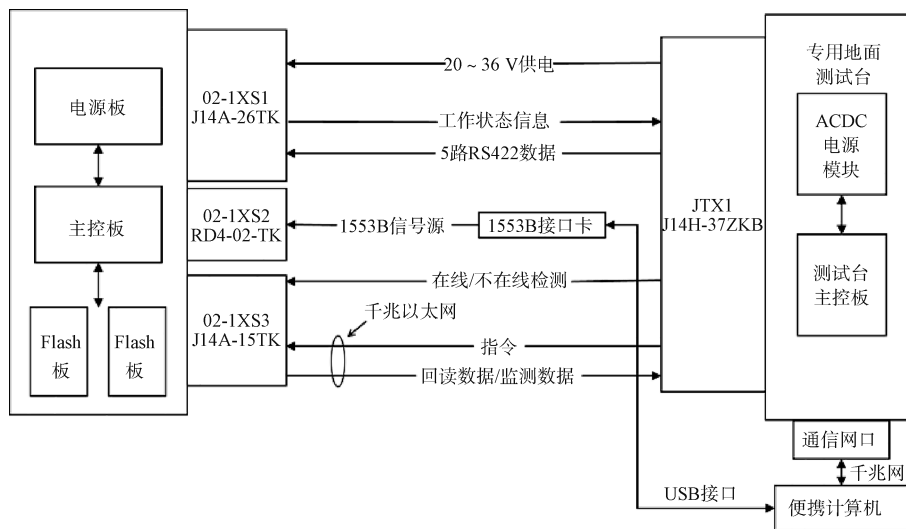 电源板
主控板
Flash
板
Flash
板
02-1XS1
J14A-26TK
02-1XS2
RD4-02-TK
02-1XS3
J14A-15TK
20 ~ 36 V供电
工作状态信息
5路RS422数据
1553B信号源
1553B接口卡
在线/不在线检测
千兆以太网
指令
回读数据/监测数据
JTX1
J14H-37ZKB
专用地面
测试台
ACDC
电源
模块
测试台
主控板
通信网口
千兆网
USB接口
便携计算机